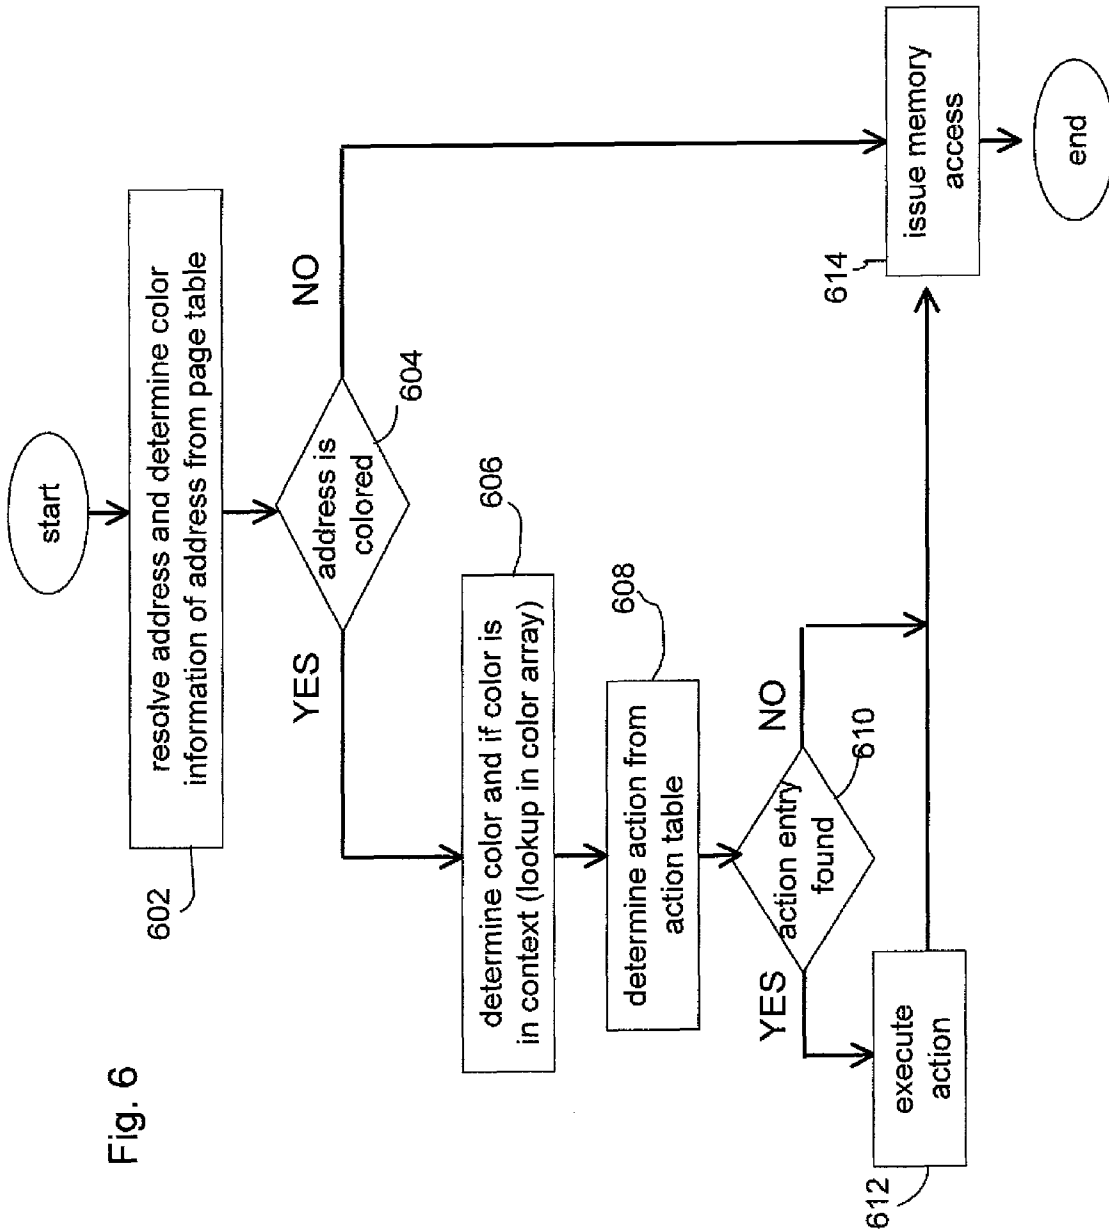 start
resolve address and determine color
information of address from page table
602
address is
colored
604
YES
NO
determine color and if color is
in context (lookup in color array)
606
determine action from
action table
608
action entry
found
610
YES
NO
execute
action
612
issue memory
access
614
end
Fig. 6